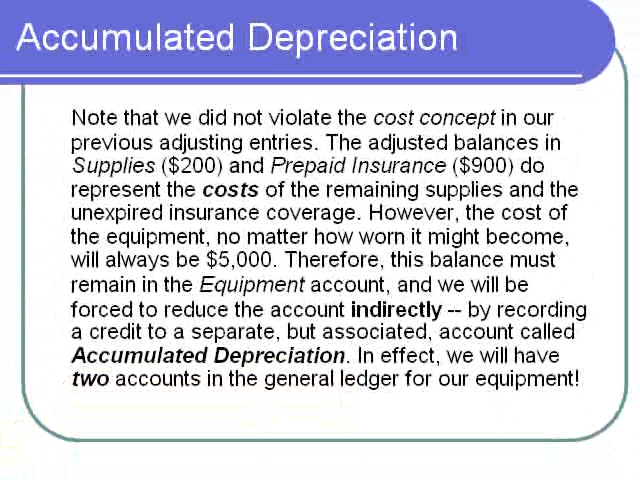 Accumulated Depreciation
Note that we did not violate the cost concept in our
previous adjusting entries. The adjusted balances in
Supplies ($200) and Prepaid Insurance ($900) do
represent the costs of the remaining supplies and the
unexpired insurance coverage. However, the cost of
the equipment, no matter how worn it might become,
will always be $5,000. Therefore, this balance must
remain in the Equipment account, and we will be
forced to reduce the account indirectly -- by recording
a credit to a separate, but associated, account called
Accumulated Depreciation. In effect, we will have
two accounts in the general ledger for our equipment!